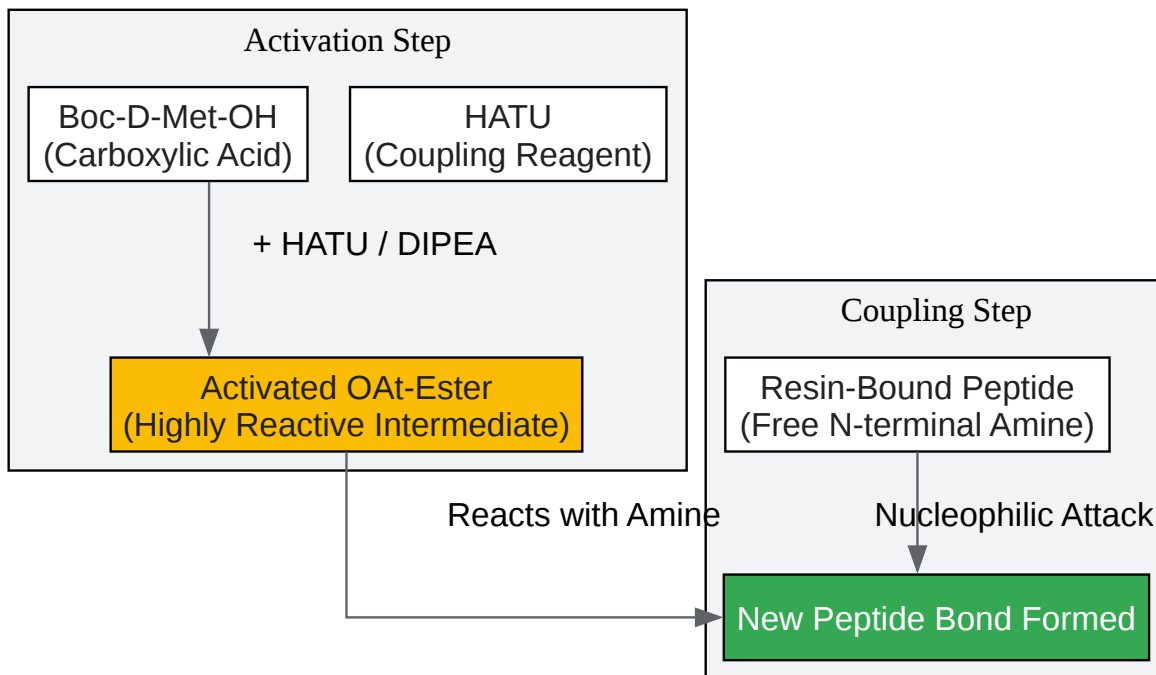 Activation Step
Boc-D-Met-OH
(Carboxylic Acid)
HATU
(Coupling Reagent)
+ HATU / DIPEA
Activated OAt-Ester
(Highly Reactive Intermediate)
Coupling Step
Resin-Bound Peptide
(Free N-terminal Amine)
Reacts with Amine
Nucleophilic Attack
New Peptide Bond Formed